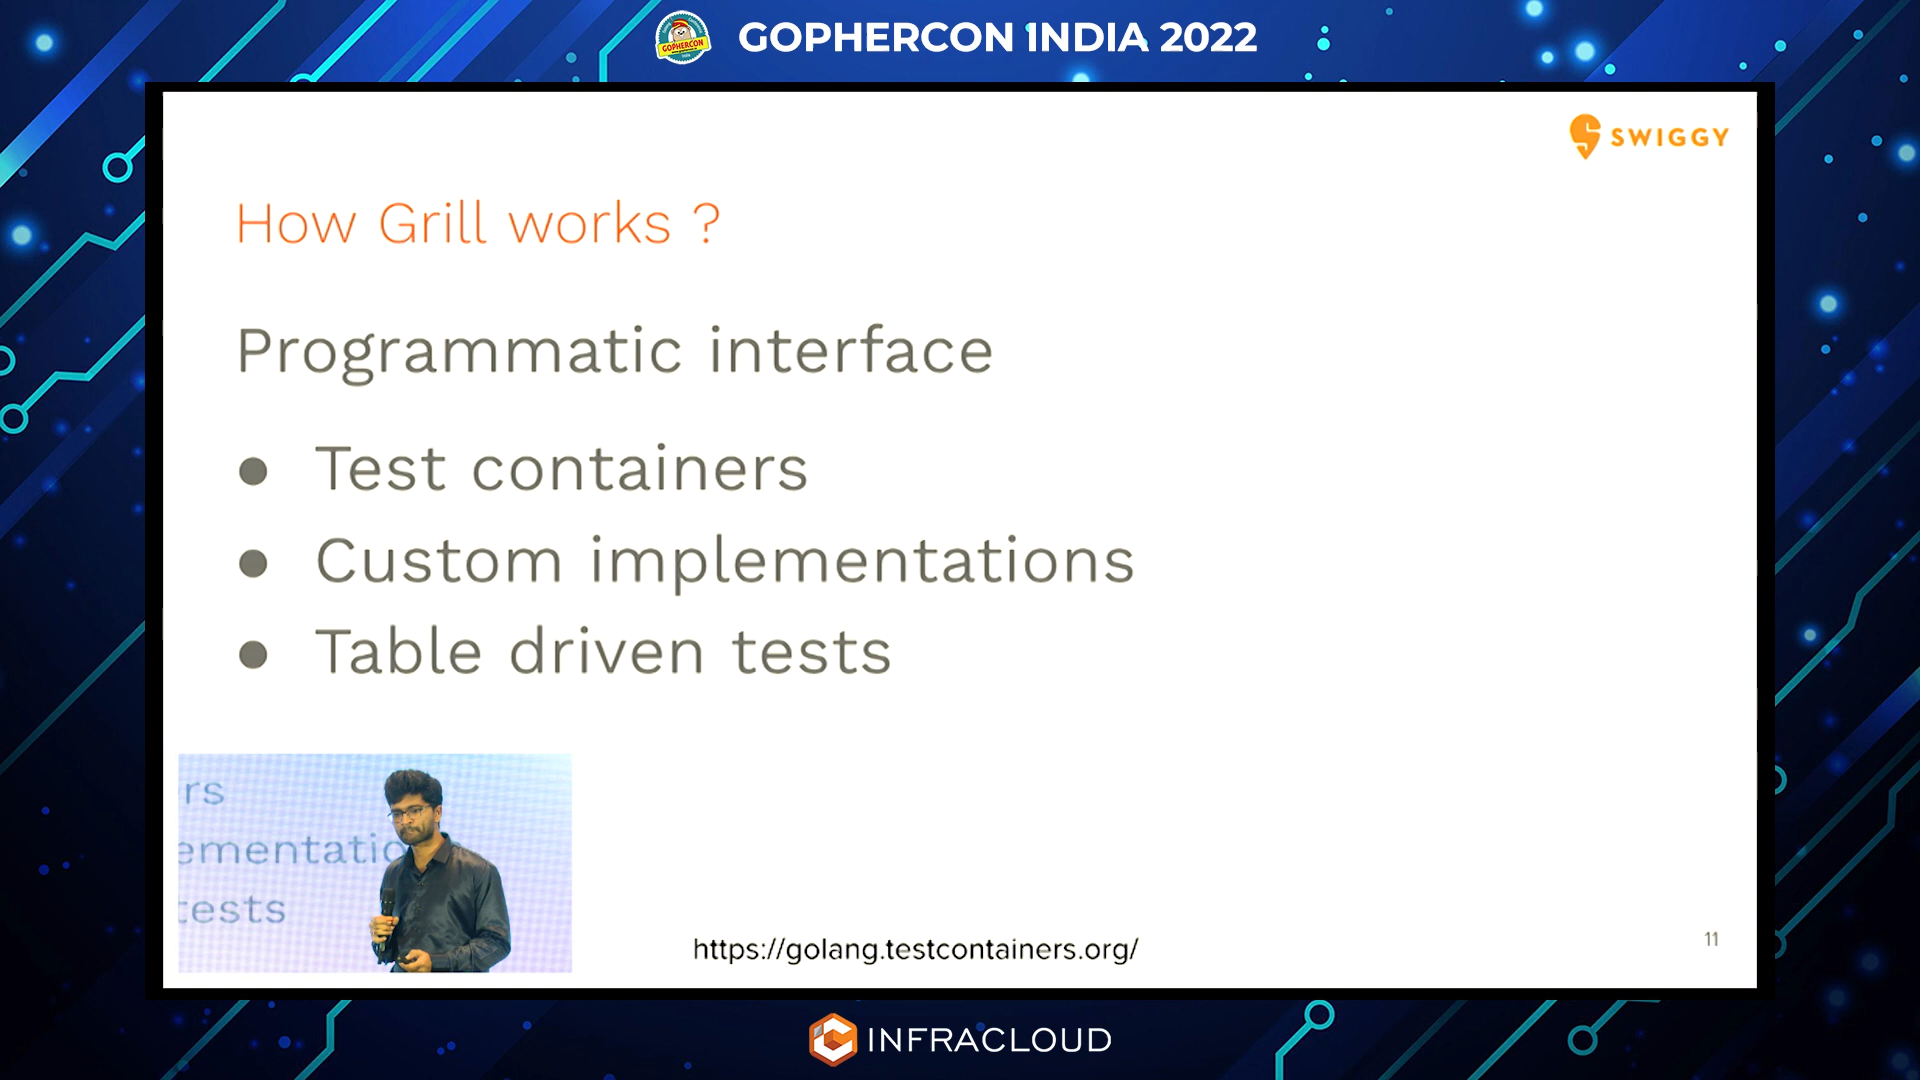 GOPHERCON INDIA 2022
GOPHERCON
SWIGGY
How Grill works ?
Programmatic interface
● Test containers
● Custom implementations
● Table driven tests
rs
ementatio
tests
https://golang.testcontainers.org/
11
INFRACLOUD